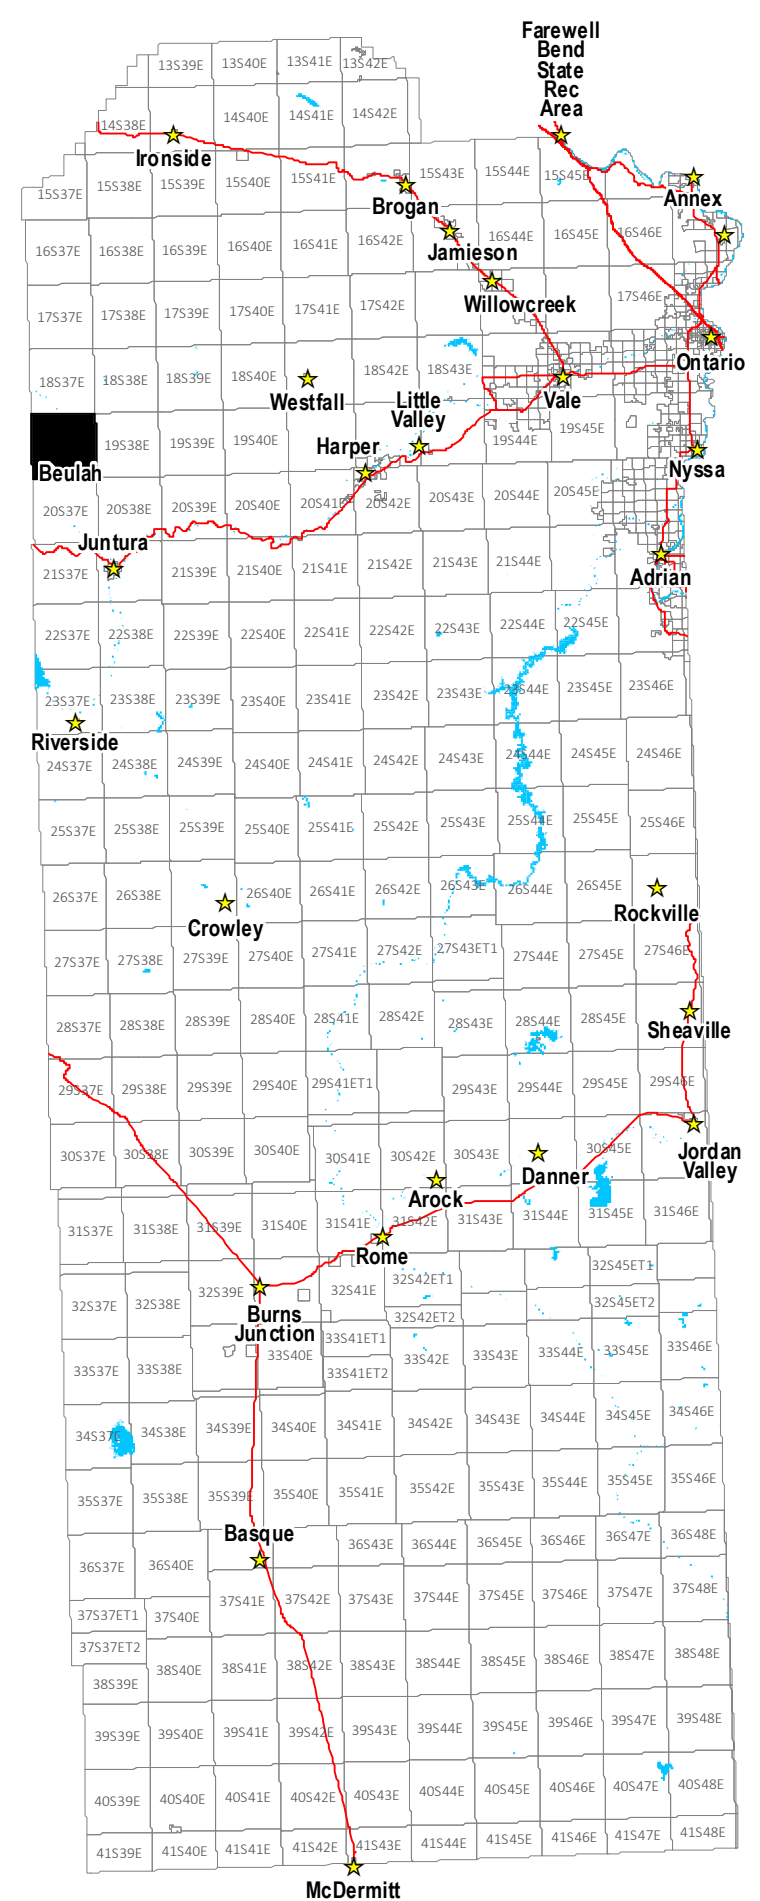 Farewell
Bend
State
Rec
Area
13S39E 13S40E 13S41E 13S42E
14S38E 14S40E 14S41E 14S42E
Ironside
15S37E 15S38E 15S39E 15S40E 15S41E 15S43E 15S44E 15S45E
Annex
Brogan
16S37E 16S38E 16S39E 16S40E 16S41E 16S42E 16S44E 16S45E 16S46E
Jamieson
Willowcreek
17S37E 17S38E 17S39E 17S40E 17S41E 17S42E 17S46E
Ontario
18S37E 18S38E 18S39E 18S40E 18S42E 18S43E
Westfall
Little
Valley
Vale
19S38E 19S39E 19S40E 19S44E 19S45E
Harper
Beulah
Nyssa
20S37E 20S38E 20S39E 20S40E 20S41E 20S42E 20S43E 20S44E 20S45E
Juntura
21S37E 21S39E 21S40E 21S41E 21S42E 21S43E 21S44E
Adrian
22S37E 22S38E 22S39E 22S40E 22S41E 22S42E 22S43E 22S44E 22S45E
23S37E 23S38E 23S39E 23S40E 23S41E 23S42E 23S43E 23S44E 23S45E 23S46E
Riverside
24S37E 24S38E 24S39E 24S40E 24S41E 24S42E 24S43E 24S44E 24S45E 24S46E
25S37E 25S38E 25S39E 25S40E 25S41E 25S42E 25S43E 25S44E 25S45E 25S46E
26S37E 26S38E 26S40E 26S41E 26S42E 26S43E 26S44E 26S45E
Rockville
Crowley
27S37E 27S38E 27S39E 27S40E 27S41E 27S42E 27S43ET1 27S44E 27S45E 27S46E
28S37E 28S38E 28S39E 28S40E 28S41E 28S42E 28S43E 28S44E 28S45E
Sheaville
29S37E 29S38E 29S39E 29S40E 29S41ET1 29S43E 29S44E 29S45E 29S46E
30S37E 30S38E 30S39E 30S40E 30S41E 30S42E 30S43E 30S45E
Jordan
Valley
Danner
Arock
31S37E 31S38E 31S39E 31S40E 31S41E 31S42E 31S43E 31S44E 31S45E 31S46E
Rome
32S37E 32S38E 32S39E 32S41E 32S42ET1 32S45ET1
32S42ET2 32S45ET2
Burns
Junction
33S37E 33S38E 33S40E 33S41ET1 33S42E 33S43E 33S44E 33S45E 33S46E
33S41ET2
34S37E 34S38E 34S39E 34S40E 34S41E 34S42E 34S43E 34S44E 34S45E 34S46E
35S37E 35S38E 35S39E 35S40E 35S41E 35S42E 35S43E 35S44E 35S45E 35S46E
Basque
36S37E 36S40E 36S43E 36S44E 36S45E 36S46E 36S47E 36S48E
37S37ET1 37S40E 37S41E 37S42E 37S43E 37S44E 37S45E 37S46E 37S47E 37S48E
37S37ET2
38S39E 38S40E 38S41E 38S42E 38S43E 38S44E 38S45E 38S46E 38S47E 38S48E
39S39E 39S40E 39S41E 39S42E 39S43E 39S44E 39S45E 39S46E 39S47E 39S48E
40S39E 40S40E 40S41E 40S42E 40S43E 40S44E 40S45E 40S46E 40S47E 40S48E
41S39E 41S40E 41S41E 41S42E 41S43E 41S44E 41S45E 41S46E 41S47E 41S48E
McDermitt